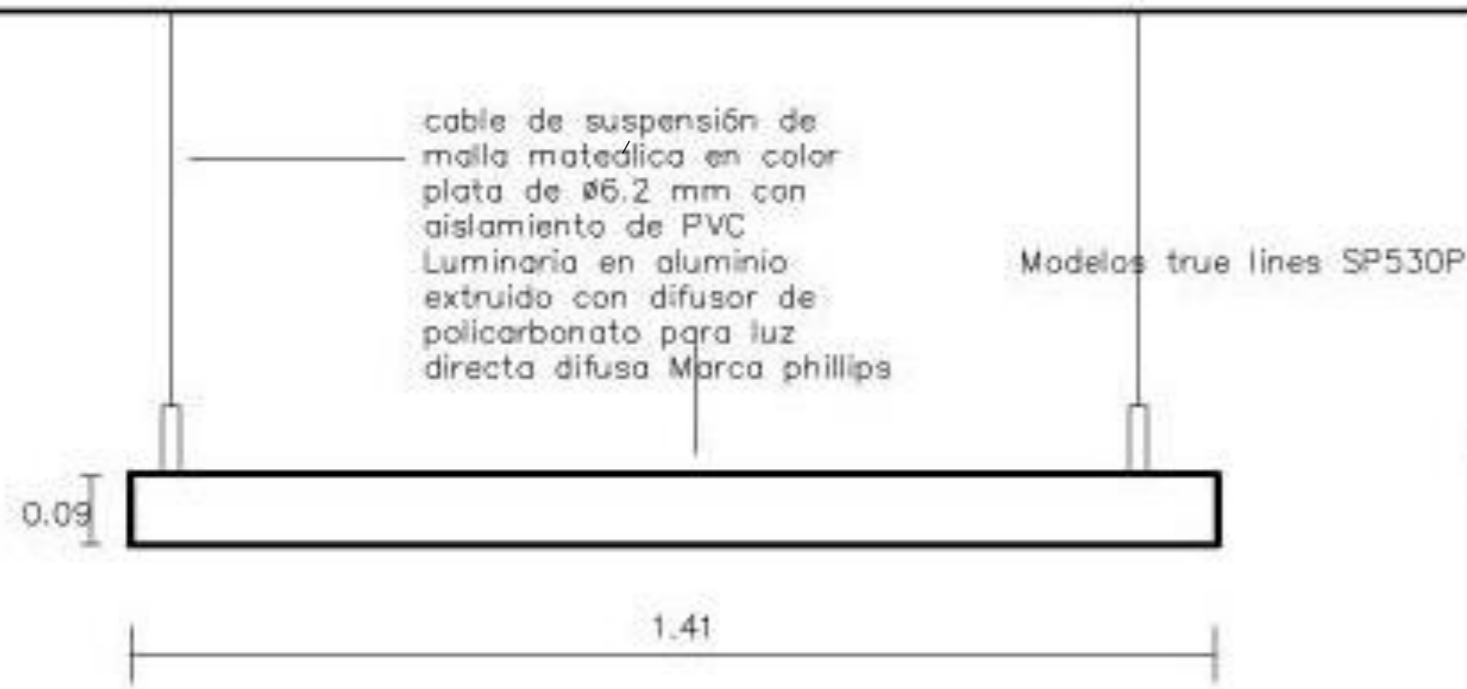 cable de suspensión de
malla mateálica en color
plata de ø6.2 mm con
aislamiento de PVC
Luminaria en aluminio
extruido con difusor de
policarbonato para luz
directa difusa Marca phillips
Modelos true lines SP530P
0.09
1.41